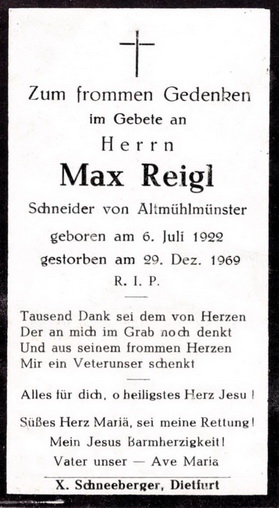 Zum frommen Gedenken
im Gebete an
Herrn
Max Reigl
Schneider von Altmühlmünster
geboren am 6. Juli 1922
gestorben am 29. Dez. 1969
R. I. P.
Tausend Dank sei dem von Herzen
Der an mich im Grab noch denkt
Und aus seinem frommen Herzen
Mir ein Veterunser schenkt
Alles für dich, o heiligstes Herz Jesu !
Süßes Herz Mariä, sei meine Rettung!
Mein Jesus Barmherzigkeit!
Vater unser — Ave Maria
X. Schneeberger, Dietfurt